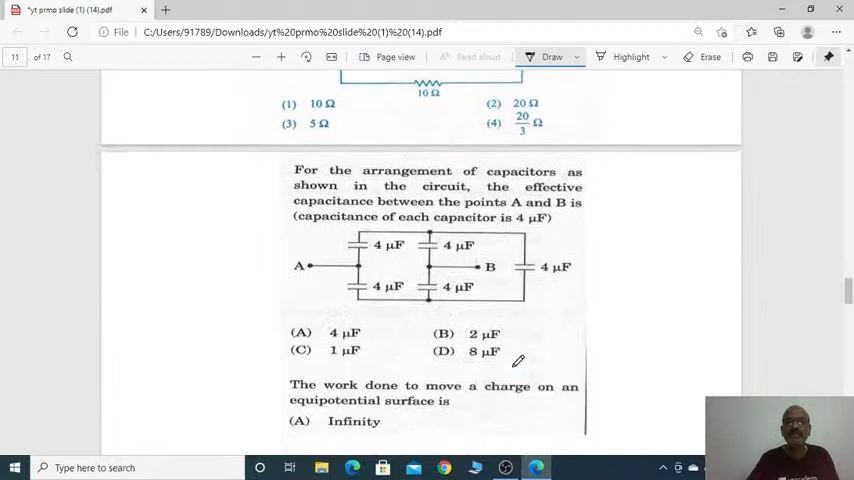 *yt prmo slide (1) (14).pdf
File
C:/Users/91789/Downloads/yt%20prmo%20slide%20(1)%20(14).pdf
11 of 17
Page view
Read aloud
Draw
Highlight
Erase
10 Ω
(1) 10 Ω (2) 20 Ω
(3) 5 Ω (4) 20/3 Ω
For the arrangement of capacitors as
shown in the circuit, the effective
capacitance between the points A and B is
(capacitance of each capacitor is 4 μF)
4 μF 4 μF
A B 4 μF
4 μF 4 μF
(A) 4 μF (B) 2 μF
(C) 1 μF (D) 8 μF
The work done to move a charge on an
equipotential surface is
(A) Infinity
Type here to search